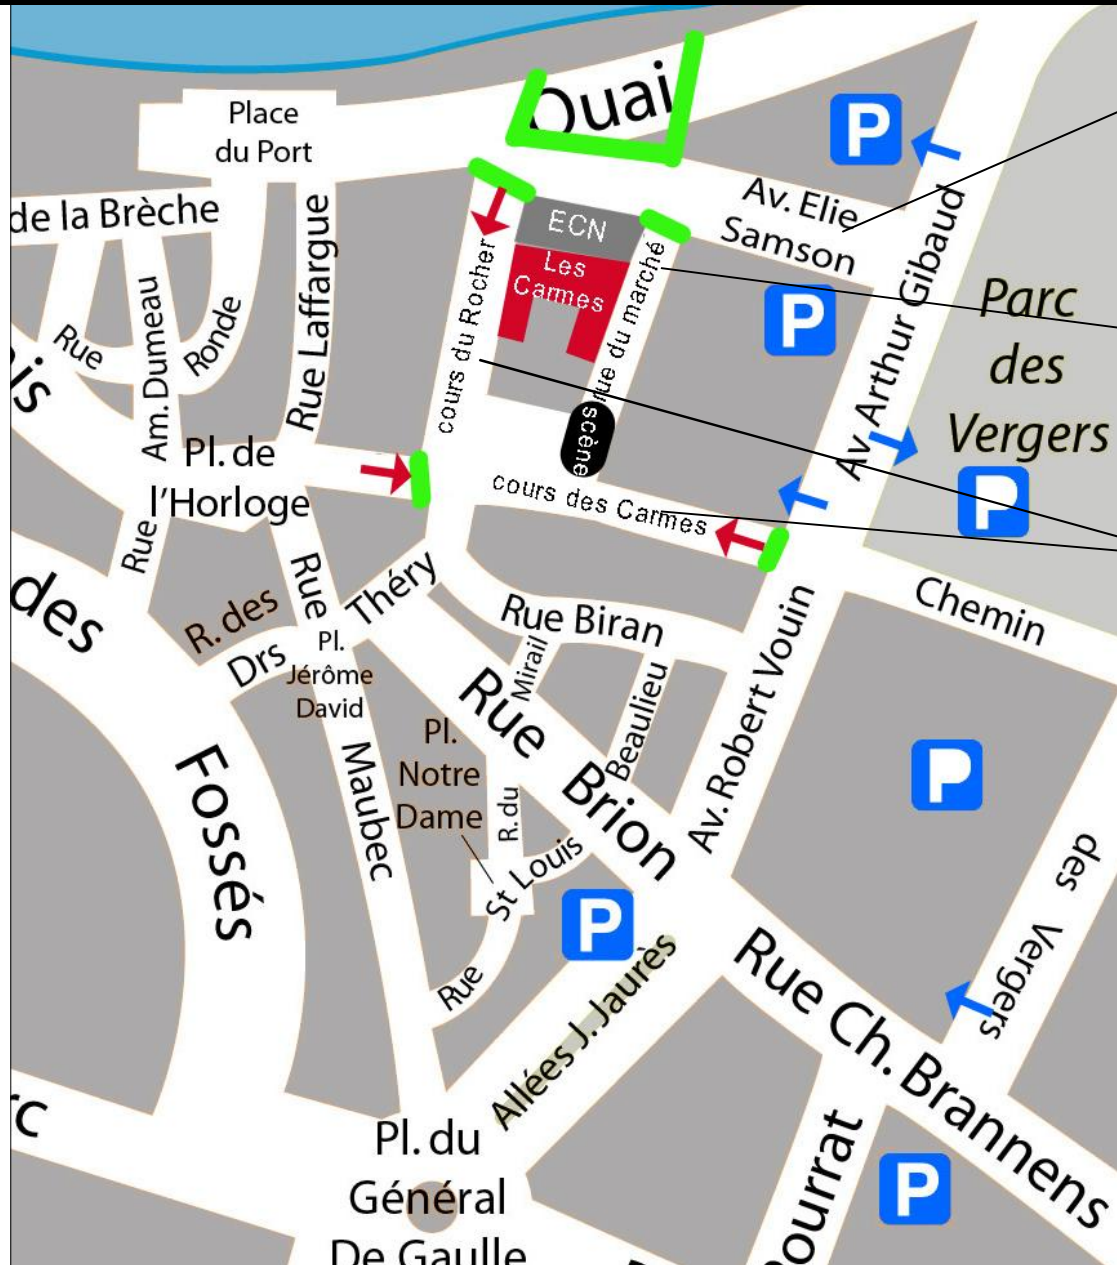 Quai
Place
du Port
P
Av. Elie
Samson
de la Brèche
ECN
Les
Carmes
cours du Rocher
rue du marché
Rue Laffargue
Av. Arthur Gibaud
Parc
des
Vergers
P
Rue
Am. Dumeau
Ronde
is
scène
Pl. de
l'Horloge
P
cours des Carmes
Rue
des
Rue
Théry
R. des
Drs
Pl.
Jérôme
David
Rue Biran
Chemin
Mirail
Beaulieu
Av. Robert Vouin
Rue
Brion
Pl.
Notre
Dame
Maubec
R. du
P
Fossés
St Louis
Rue
P
des
Vergers
Allées J. Jaurès
Rue Ch. Brannens
rc
Pl. du
Général
De Gaulle
P
Pourrat